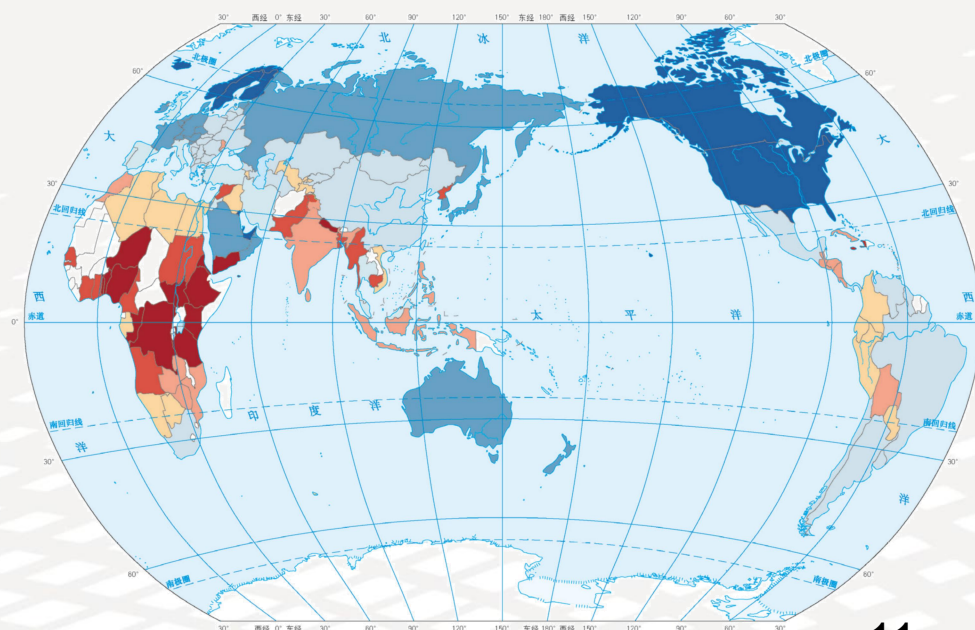 30° 西经 0° 东经 30° 60° 90° 120° 150° 东经 180° 西经 150° 120° 90° 60° 30°
北 冰 洋
北极圈 北极圈
60° 60°
大 大
30° 30°
北回归线 北回归线
西 西
0° 赤道 太 平 洋 赤道 0°
印 度 洋
南回归线 南回归线
洋 洋
30° 30°
60° 60°
南极圈 南极圈
30° 西经 0° 东经 30° 60° 90° 120° 150° 东经 180° 西经 150° 120° 90° 60° 30°